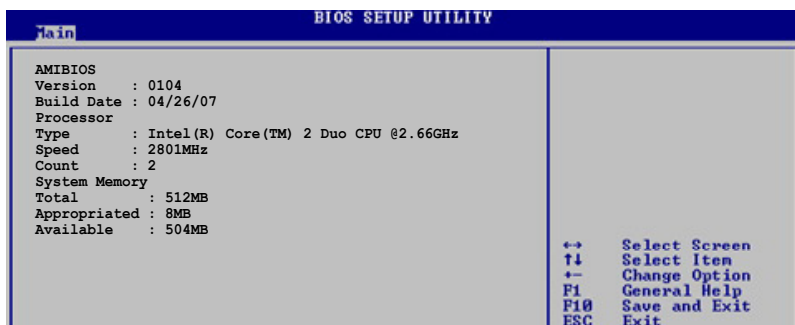 BIOS SETUP UTILITY
Main
AMIBIOS
Version : 0104
Build Date : 04/26/07
Processor
Type : Intel(R) Core(TM) 2 Duo CPU @2.66GHz
Speed : 2801MHz
Count : 2
System Memory
Total : 512MB
Appropriated : 8MB
Available : 504MB
←→ Select Screen
↑↓ Select Item
+- Change Option
F1 General Help
F10 Save and Exit
ESC Exit